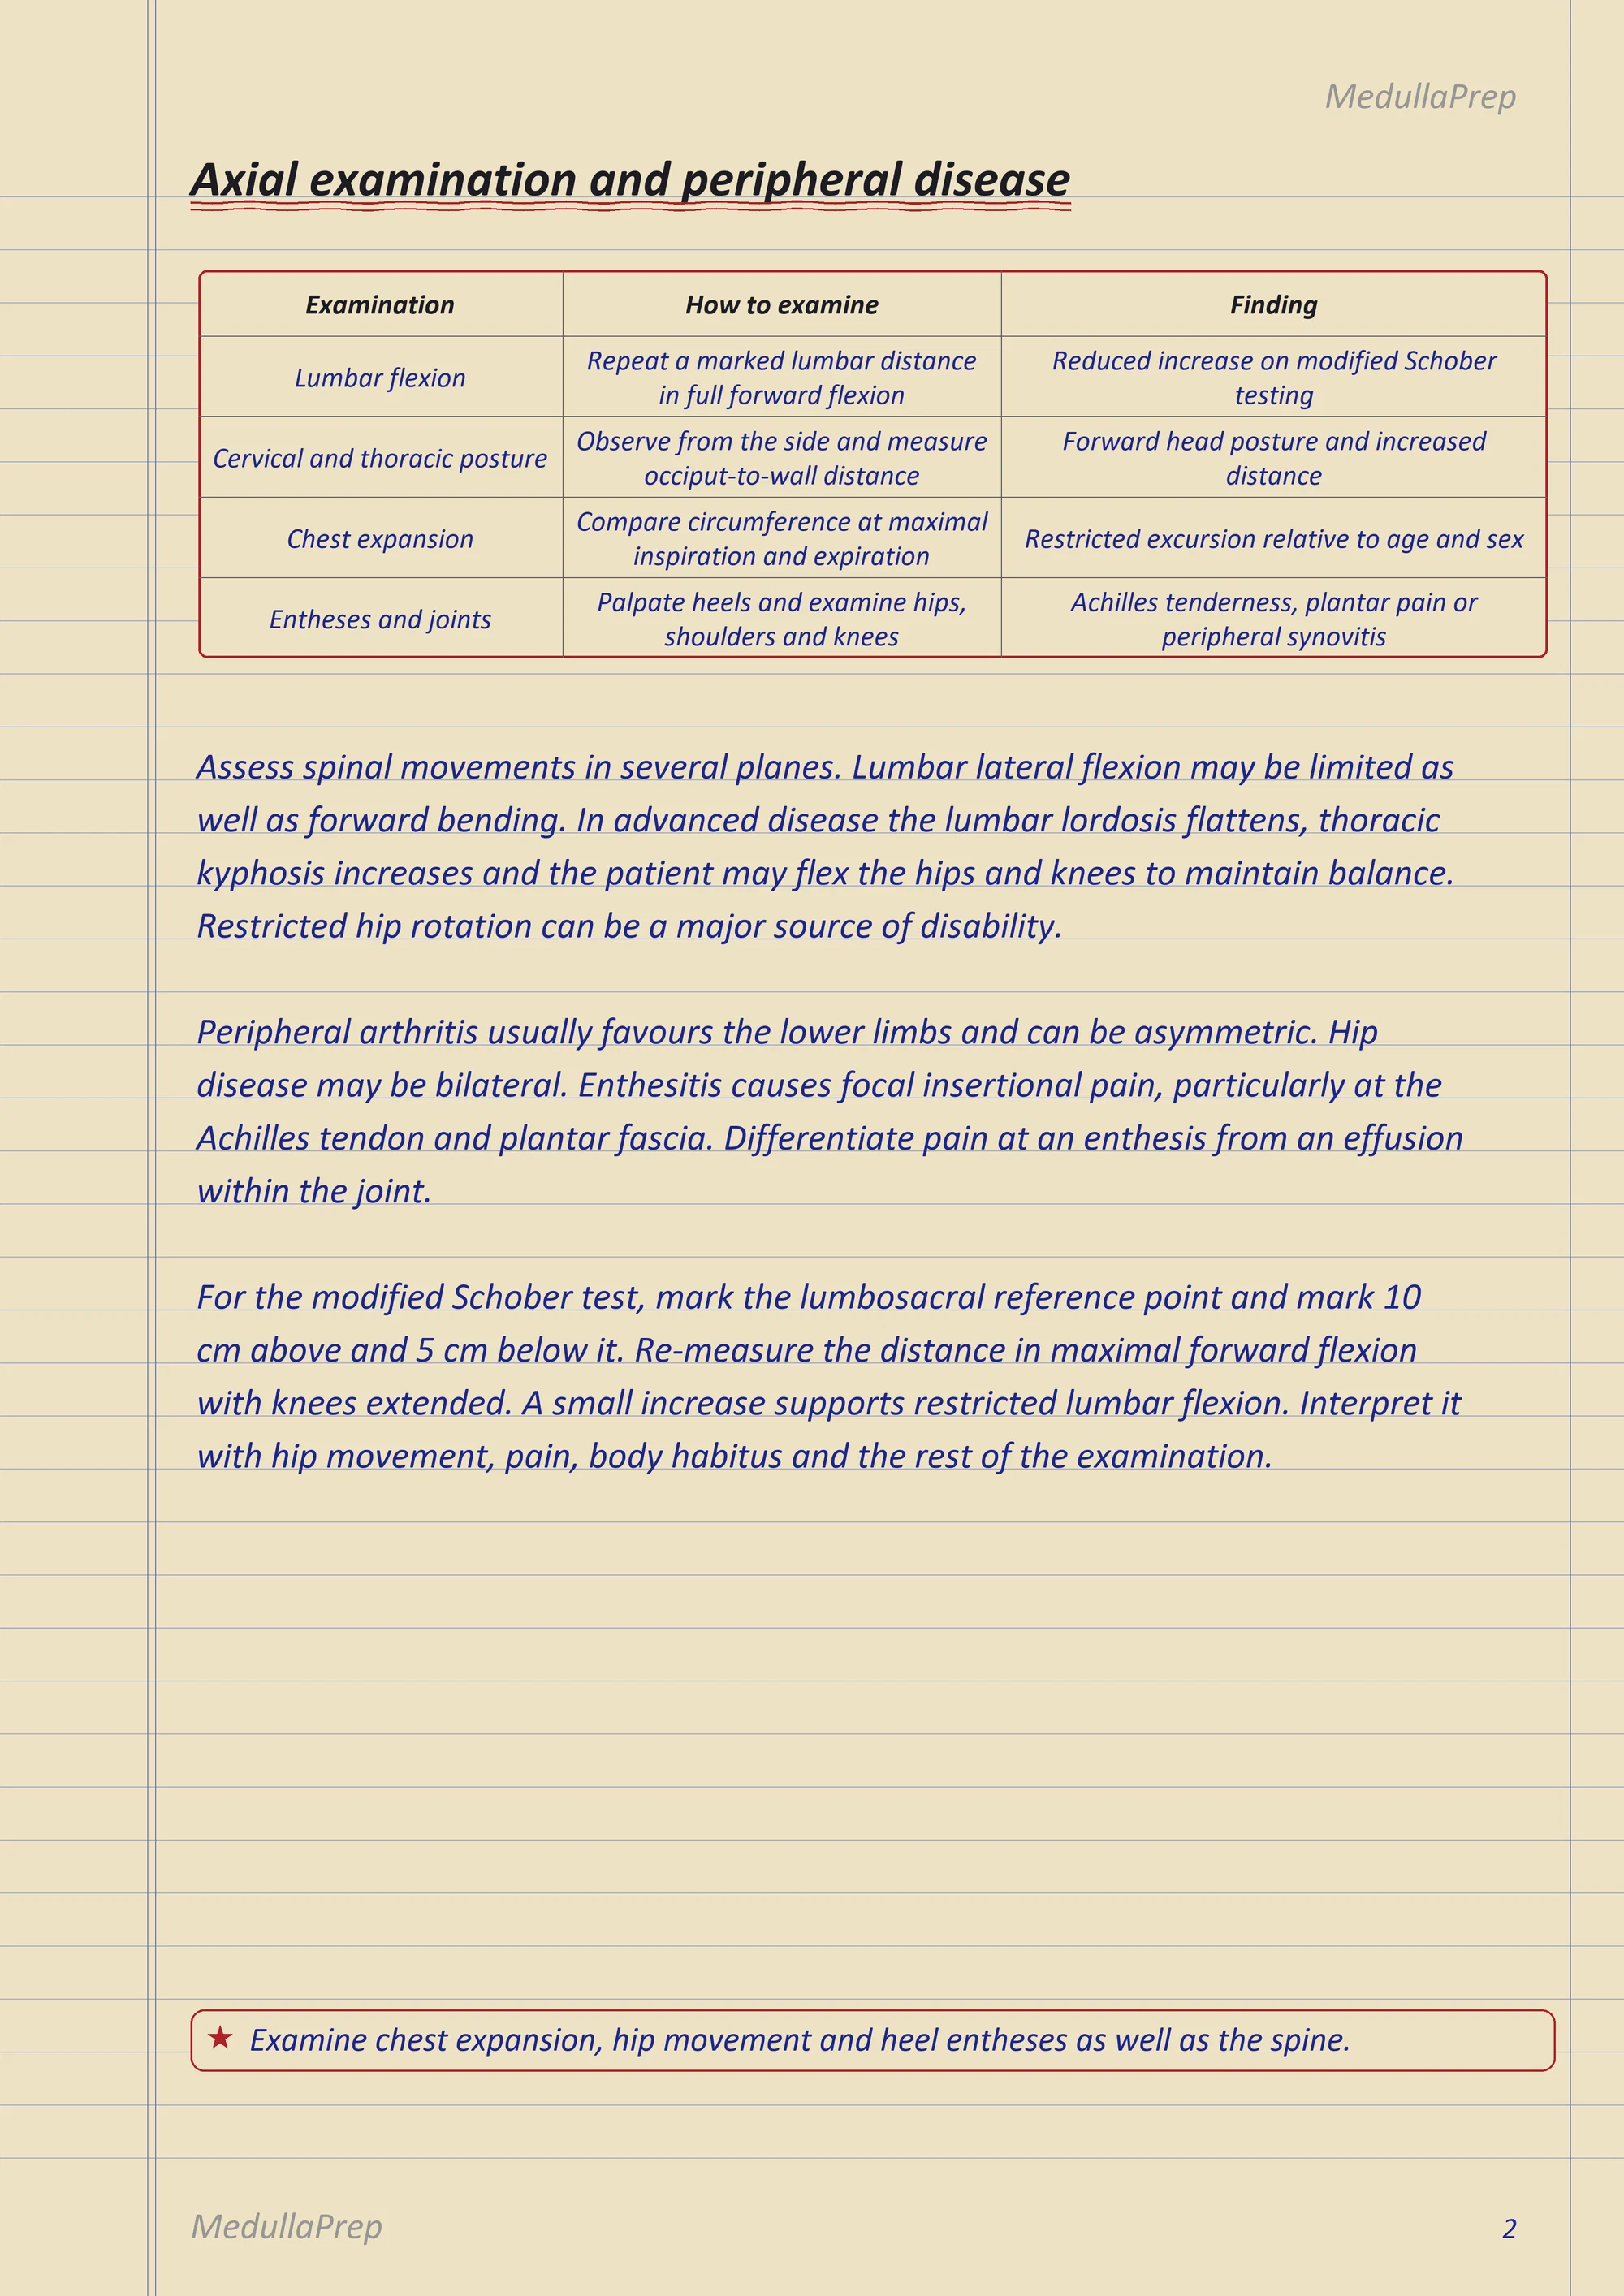 MedullaPrep
Axial examination and peripheral disease
Examination How to examine Finding
Lumbar flexion Repeat a marked lumbar distance in full forward flexion Reduced increase on modified Schober testing
Cervical and thoracic posture Observe from the side and measure occiput-to-wall distance Forward head posture and increased distance
Chest expansion Compare circumference at maximal inspiration and expiration Restricted excursion relative to age and sex
Entheses and joints Palpate heels and examine hips, shoulders and knees Achilles tenderness, plantar pain or peripheral synovitis
Assess spinal movements in several planes. Lumbar lateral flexion may be limited as
well as forward bending. In advanced disease the lumbar lordosis flattens, thoracic
kyphosis increases and the patient may flex the hips and knees to maintain balance.
Restricted hip rotation can be a major source of disability.
Peripheral arthritis usually favours the lower limbs and can be asymmetric. Hip
disease may be bilateral. Enthesitis causes focal insertional pain, particularly at the
Achilles tendon and plantar fascia. Differentiate pain at an enthesis from an effusion
within the joint.
For the modified Schober test, mark the lumbosacral reference point and mark 10
cm above and 5 cm below it. Re-measure the distance in maximal forward flexion
with knees extended. A small increase supports restricted lumbar flexion. Interpret it
with hip movement, pain, body habitus and the rest of the examination.
★ Examine chest expansion, hip movement and heel entheses as well as the spine.
MedullaPrep 2